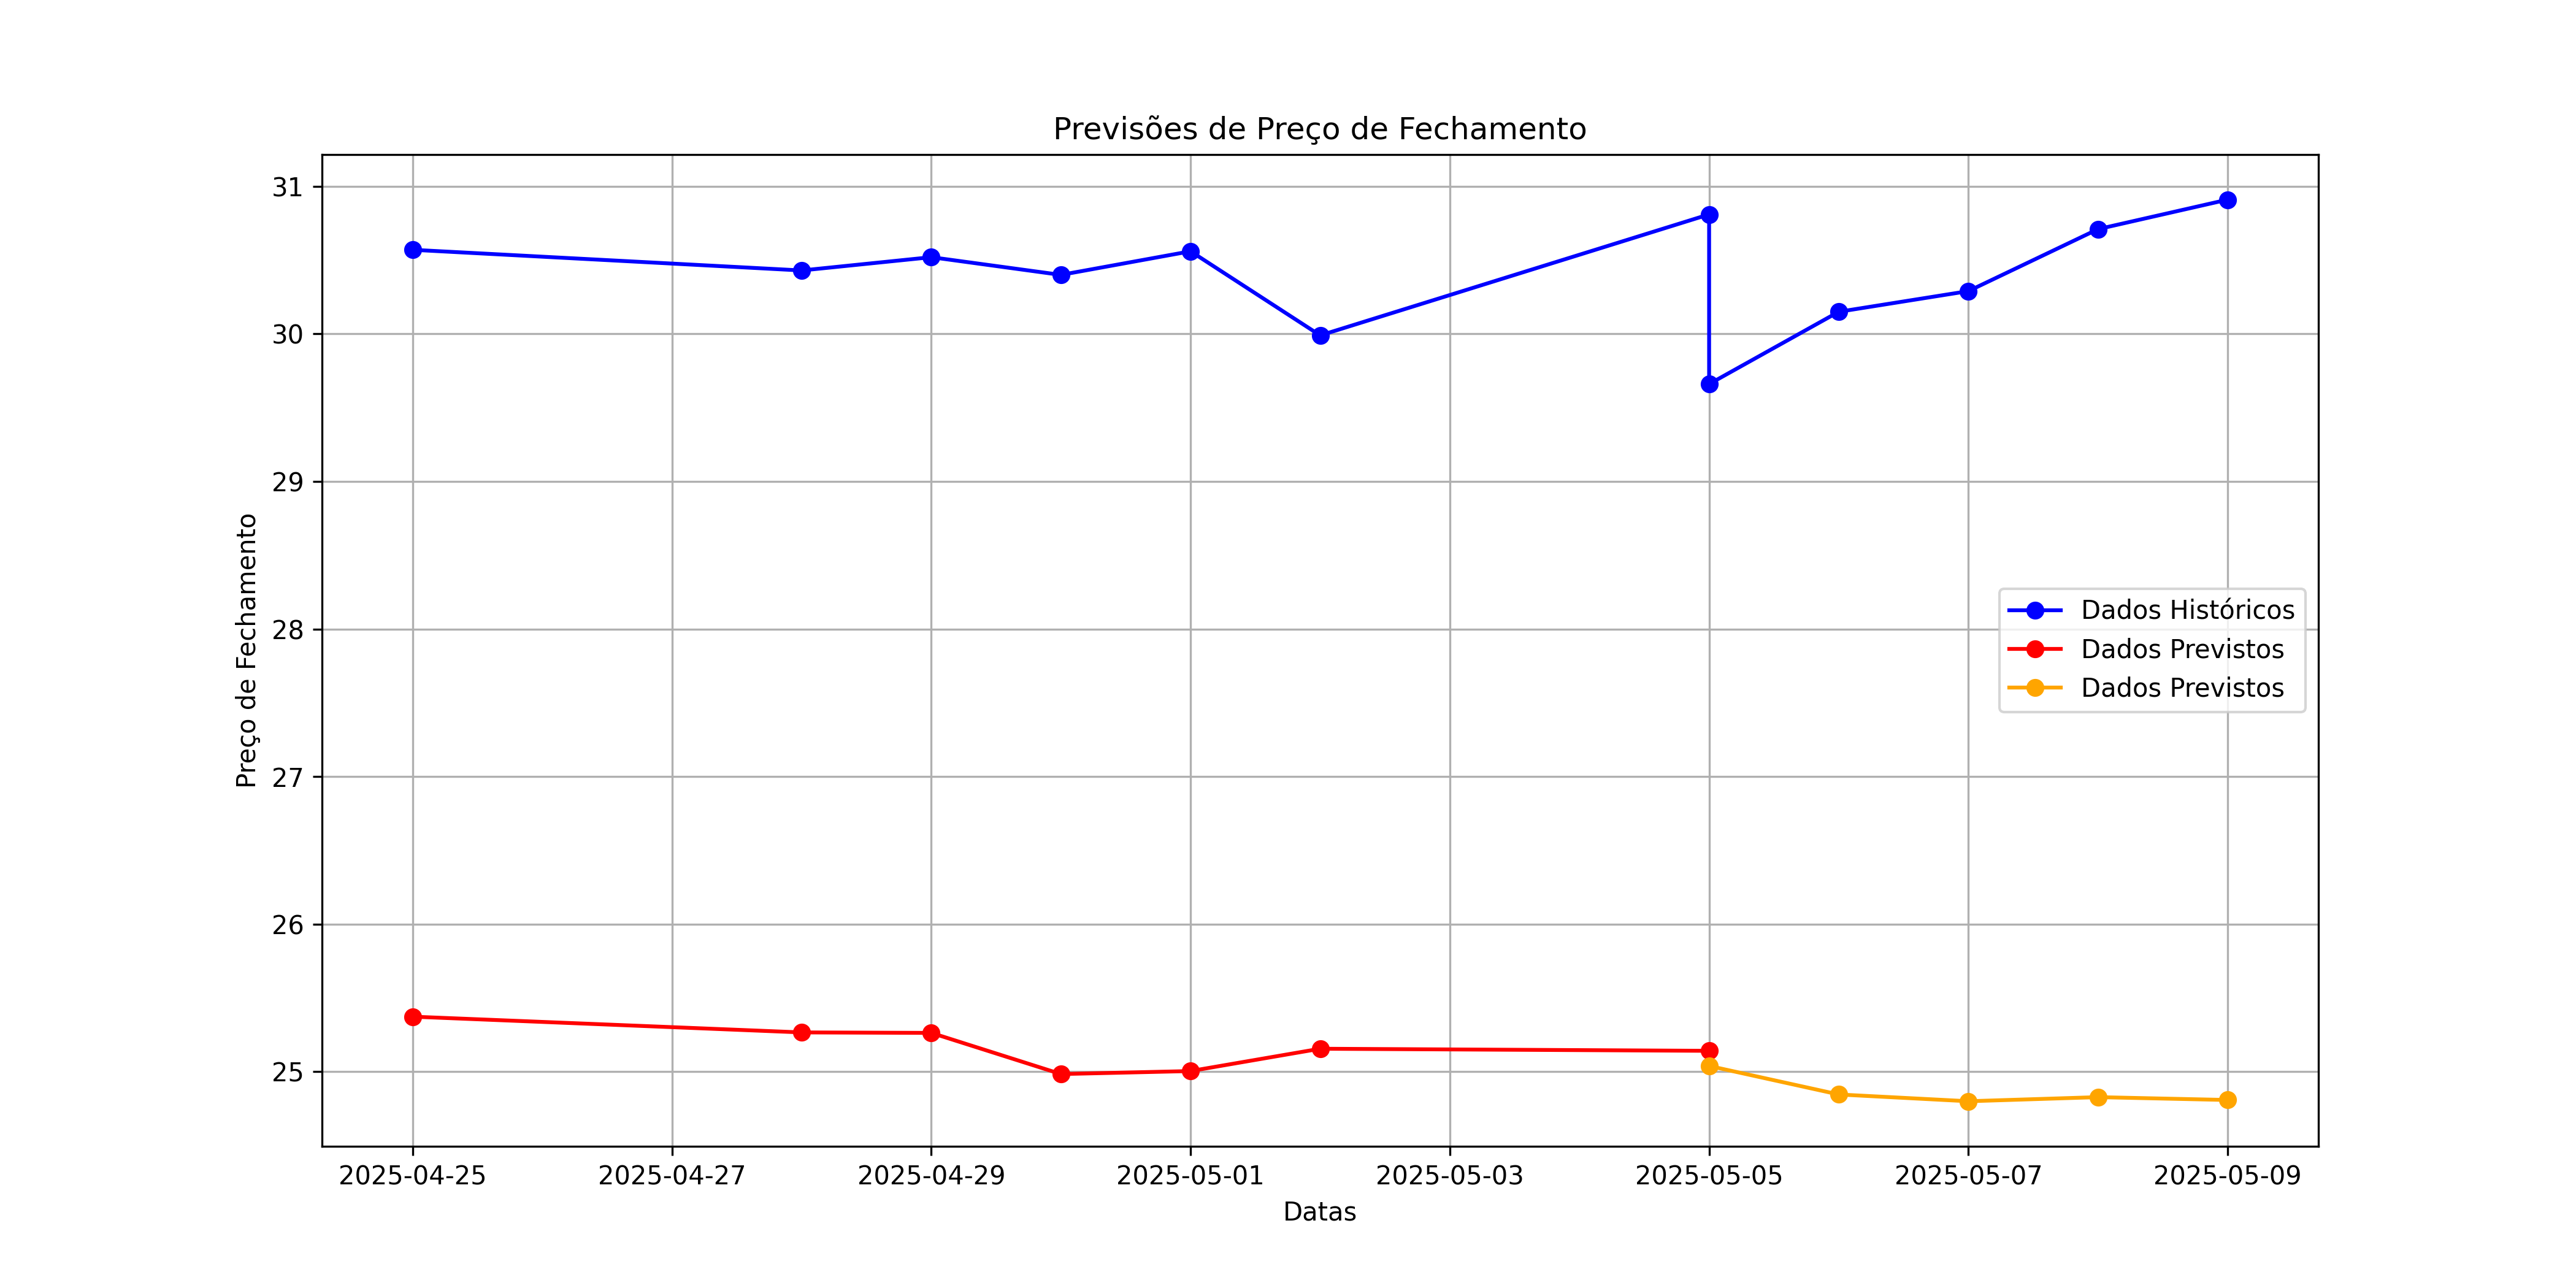 Previsões de Preço de Fechamento
31
30
29
28
27
26
25
Preço de Fechamento
Dados Históricos
Dados Previstos
Dados Previstos
2025-04-25
2025-04-27
2025-04-29
2025-05-01
2025-05-03
2025-05-05
2025-05-07
2025-05-09
Datas